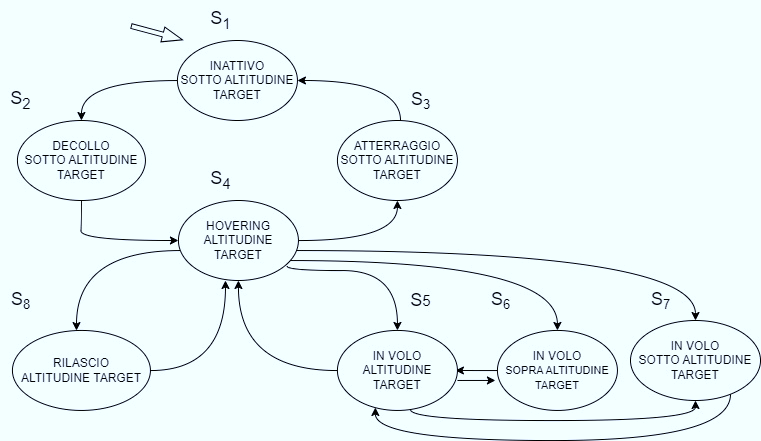 S1
INATTIVO
SOTTO ALTITUDINE
TARGET
S2
DECOLLO
SOTTO ALTITUDINE
TARGET
S3
ATTERRAGGIO
SOTTO ALTITUDINE
TARGET
S4
HOVERING
ALTITUDINE
TARGET
S8
RILASCIO
ALTITUDINE TARGET
S5
IN VOLO
ALTITUDINE
TARGET
S6
IN VOLO
SOPRA ALTITUDINE
TARGET
S7
IN VOLO
SOTTO ALTITUDINE
TARGET